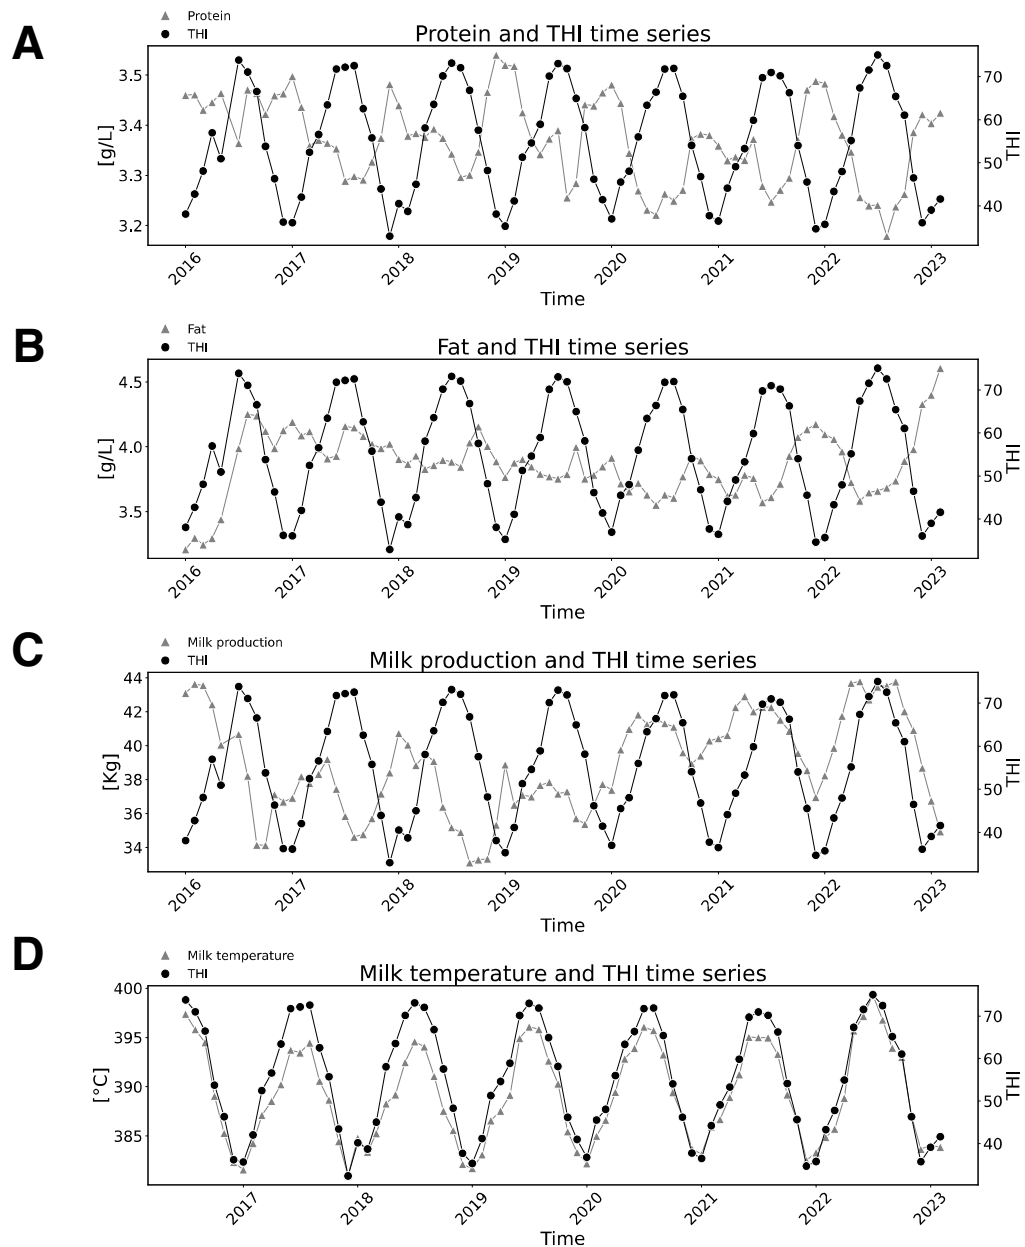 A
Protein
THI
Protein and THI time series
3.5
3.4
3.3
3.2
[g/L]
70
60
50
40
THI
2016
2017
2018
2019
2020
2021
2022
2023
Time
B
Fat
THI
Fat and THI time series
4.5
4.0
3.5
[g/L]
70
60
50
40
THI
2016
2017
2018
2019
2020
2021
2022
2023
Time
C
Milk production
THI
Milk production and THI time series
44
42
40
38
36
34
[Kg]
70
60
50
40
THI
2016
2017
2018
2019
2020
2021
2022
2023
Time
D
Milk temperature
THI
Milk temperature and THI time series
400
395
390
385
[°C]
70
60
50
40
THI
2017
2018
2019
2020
2021
2022
2023
Time